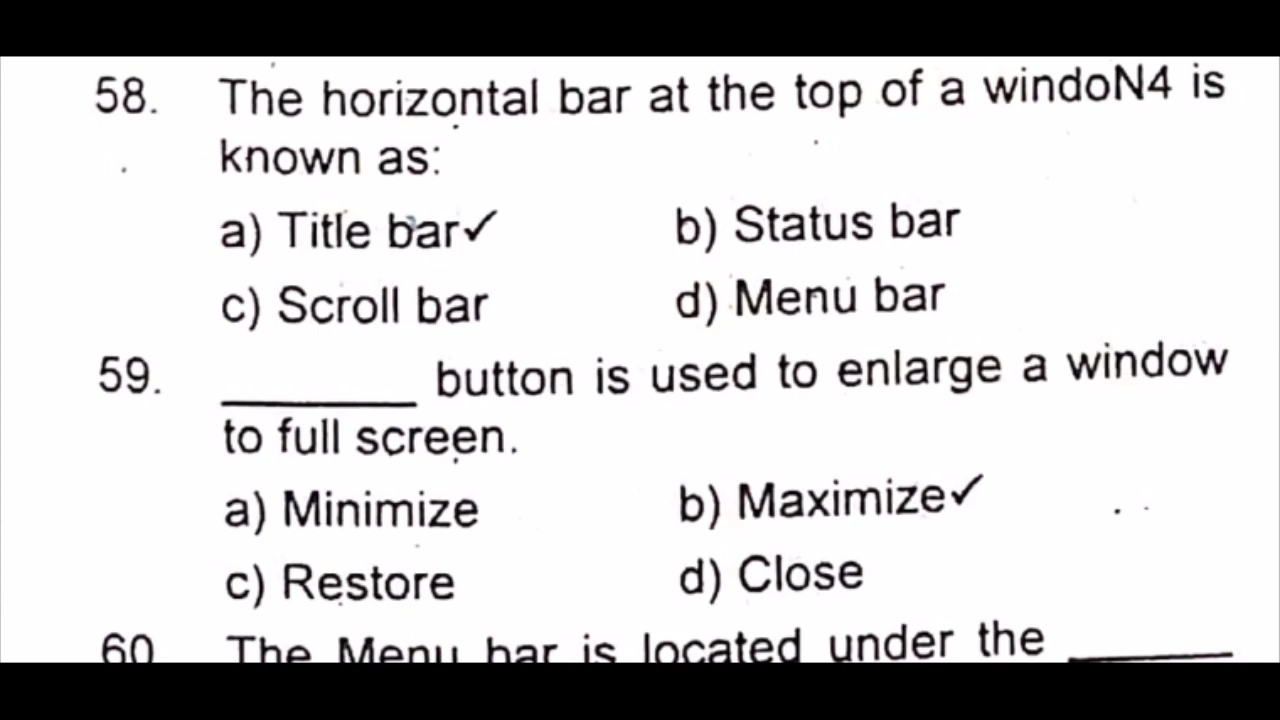 58. The horizontal bar at the top of a windoN4 is
known as:
a) Title bar✓ b) Status bar
c) Scroll bar d) Menu bar
59. ________ button is used to enlarge a window
to full screen.
a) Minimize b) Maximize✓
c) Restore d) Close
60 The Menu bar is located under the ______